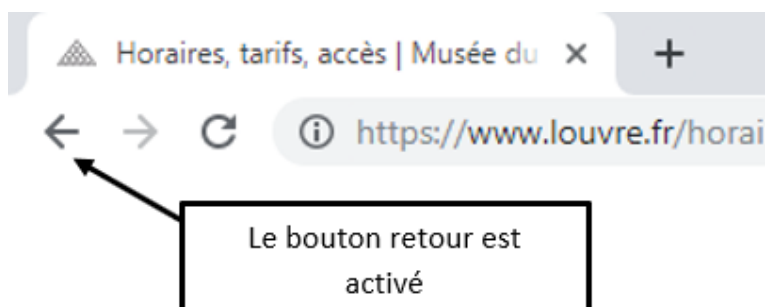 Horaires, tarifs, accès | Musée du
https://www.louvre.fr/horai
Le bouton retour est
activé